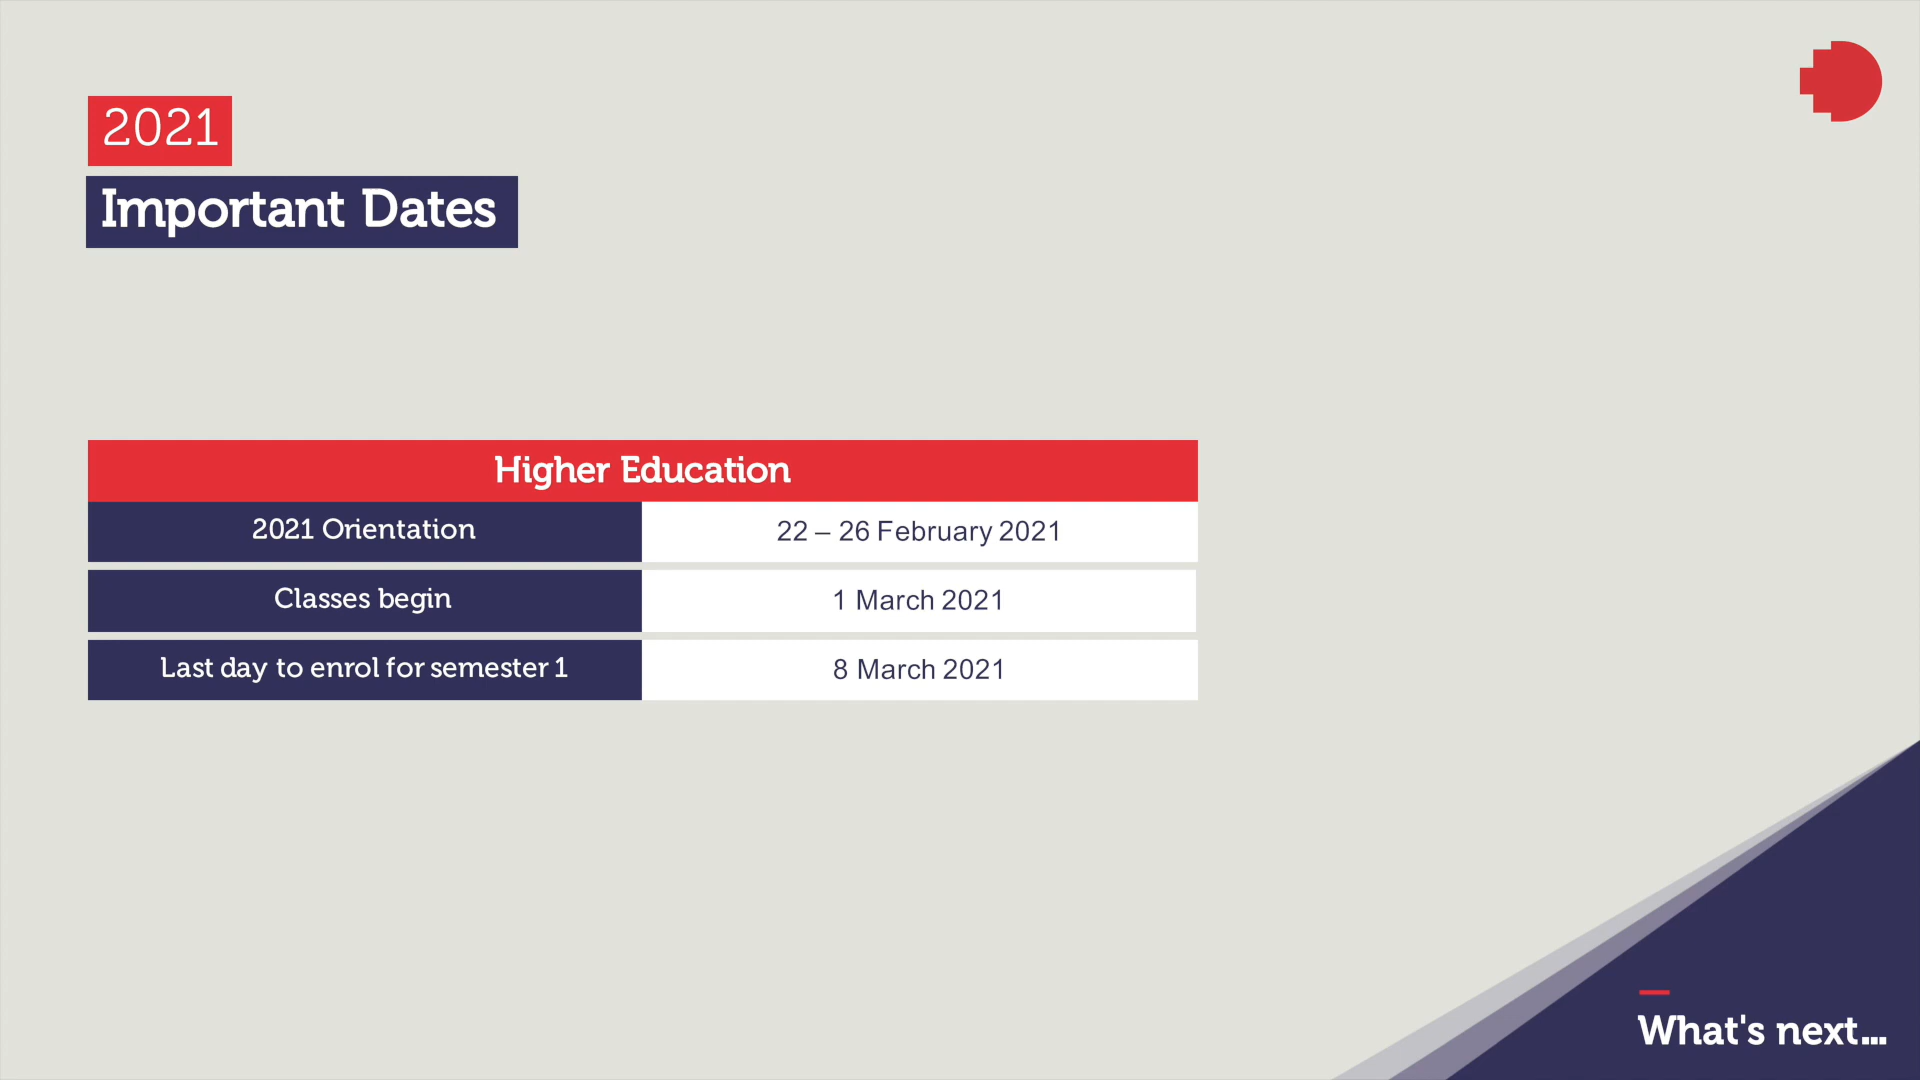 2021
Important Dates
Higher Education
2021 Orientation
22 – 26 February 2021
Classes begin
1 March 2021
Last day to enrol for semester 1
8 March 2021
What's next...